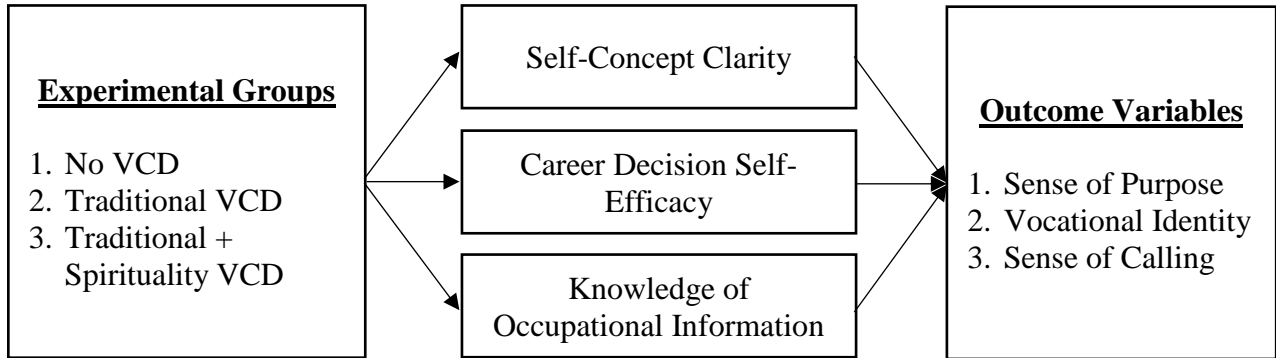 Experimental Groups
1. No VCD
2. Traditional VCD
3. Traditional +
Spirituality VCD
Self-Concept Clarity
Career Decision Self-
Efficacy
Knowledge of
Occupational Information
Outcome Variables
1. Sense of Purpose
2. Vocational Identity
3. Sense of Calling